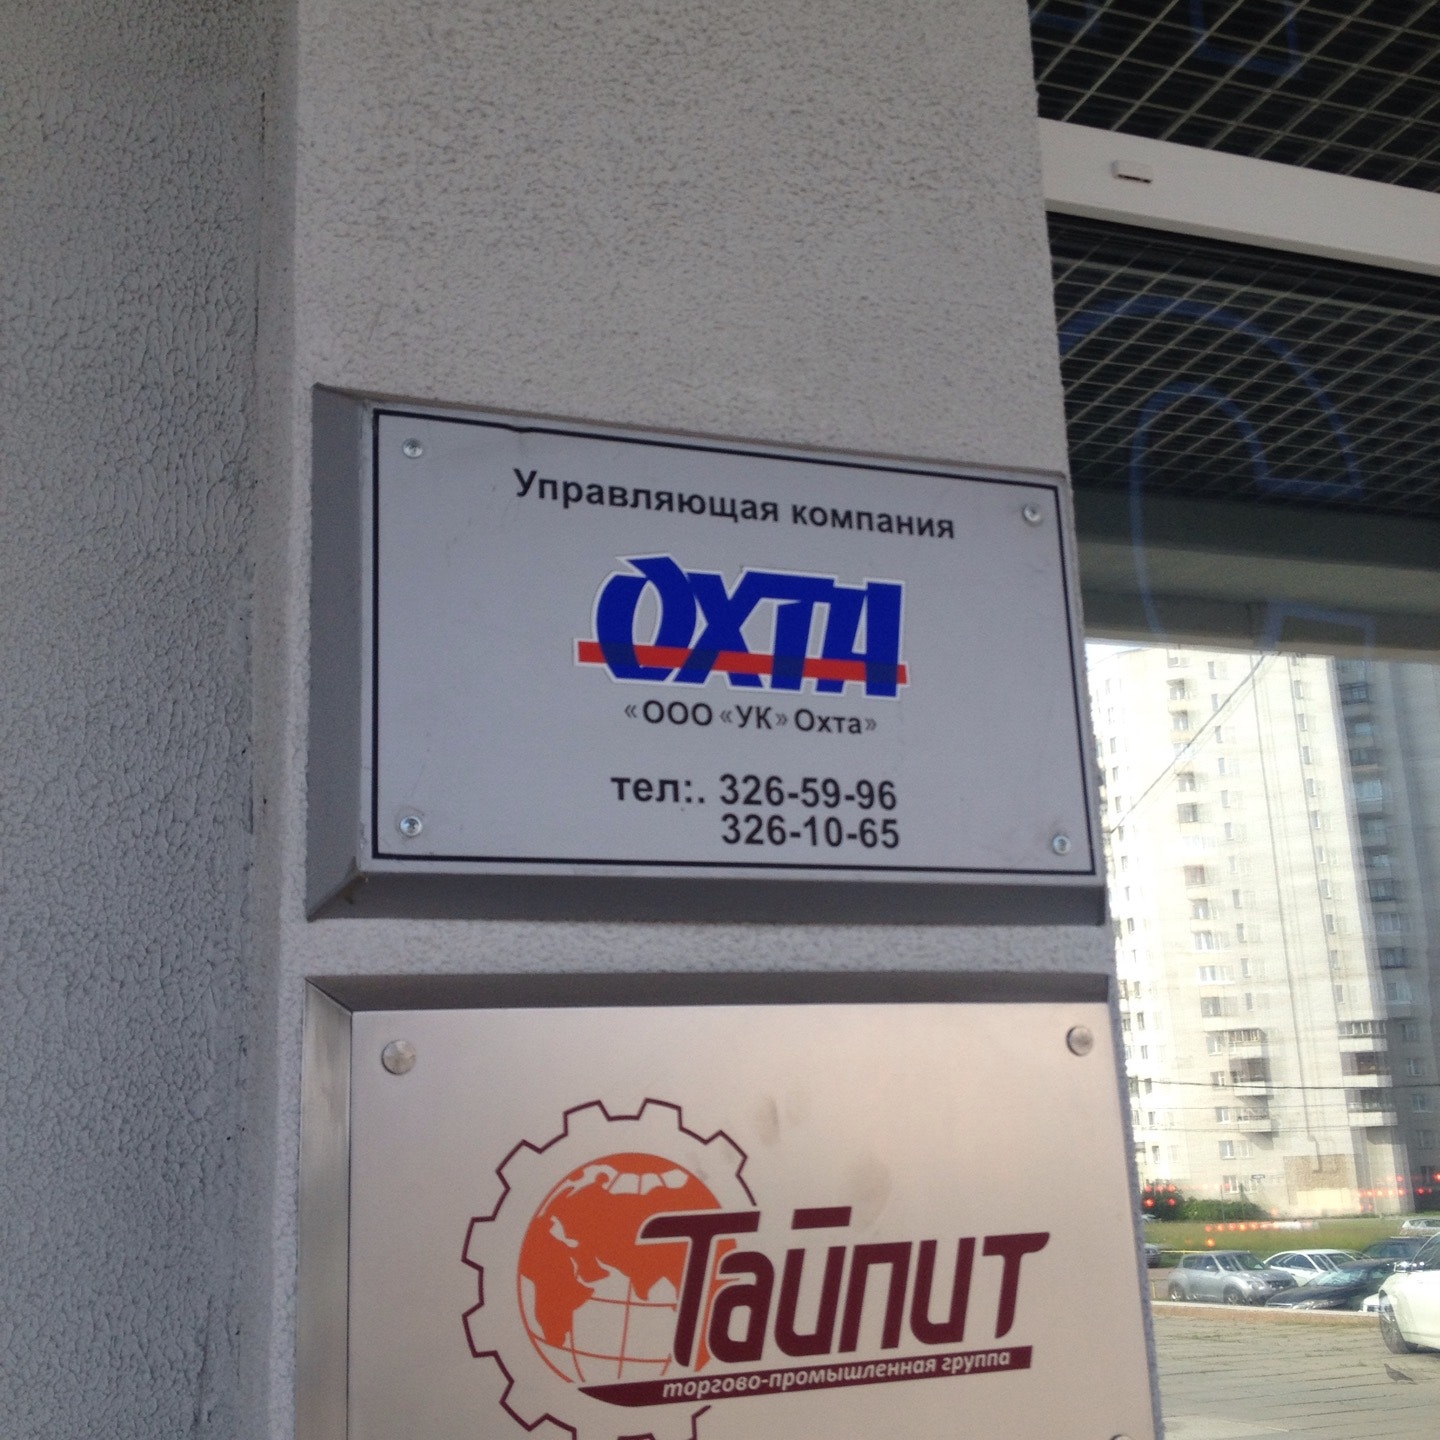 Управляющая компания
ОХТА
«ООО «УК» Охта»
тел:. 326-59-96
326-10-65
Тайпит
торгово-промышленная группа